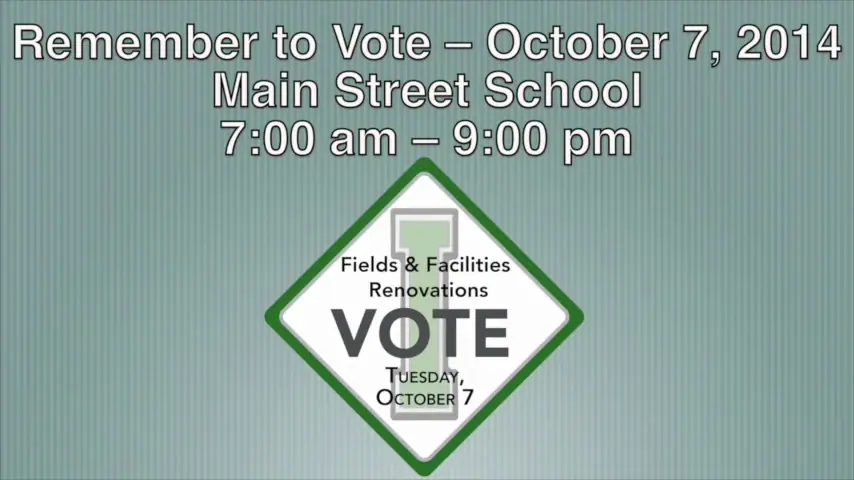 Remember to Vote – October 7, 2014
Main Street School
7:00 am – 9:00 pm
I
Fields & Facilities
Renovations
VOTE
Tuesday,
October 7